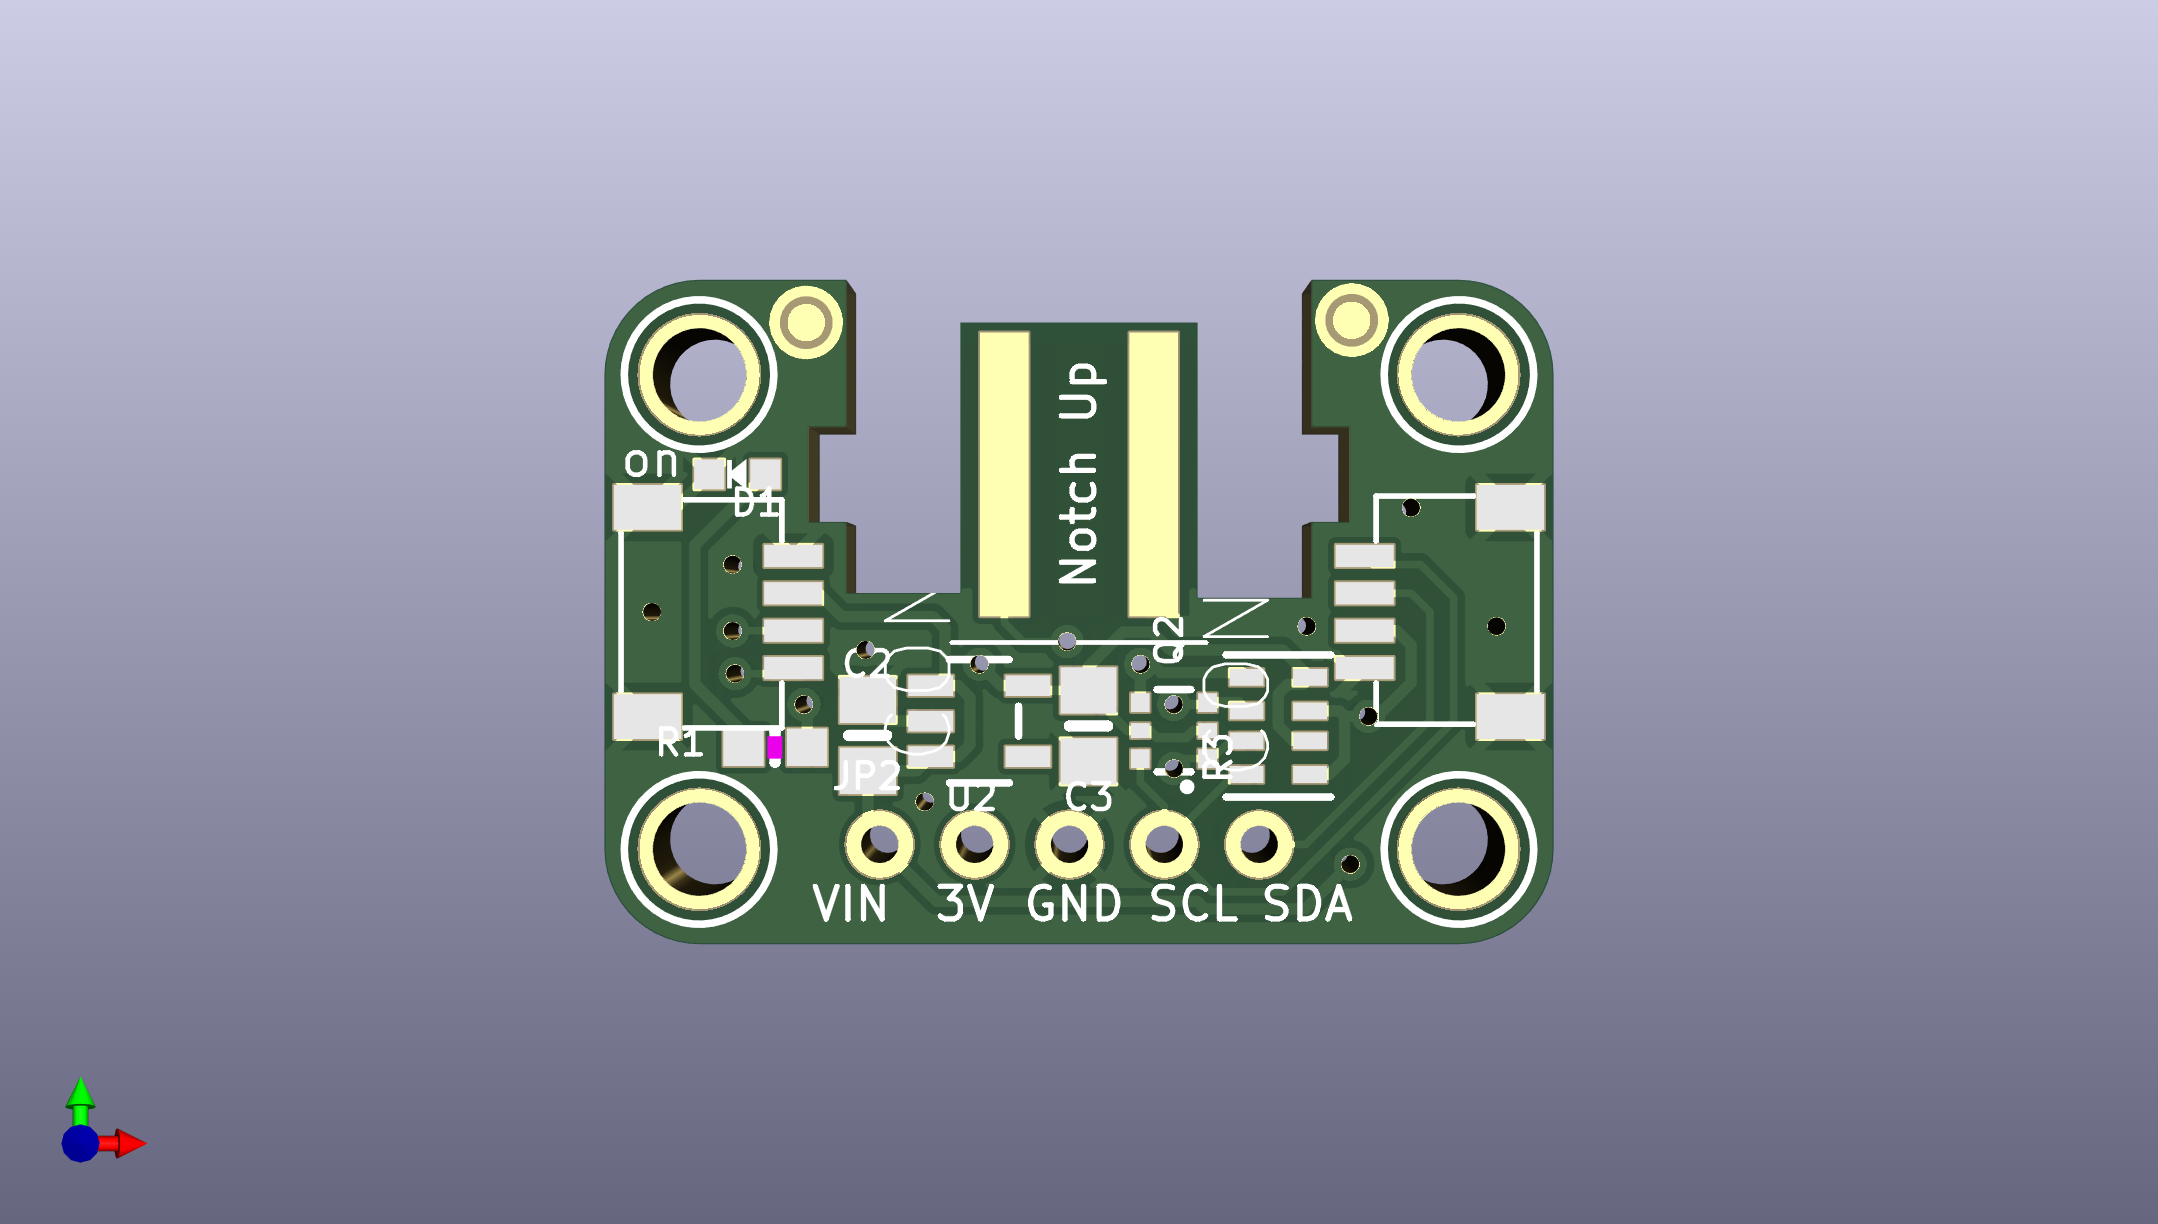 Notch Up
on
D1
Q2
C2
R1
R3
JP2
U2
C3
VIN 3V GND SCL SDA